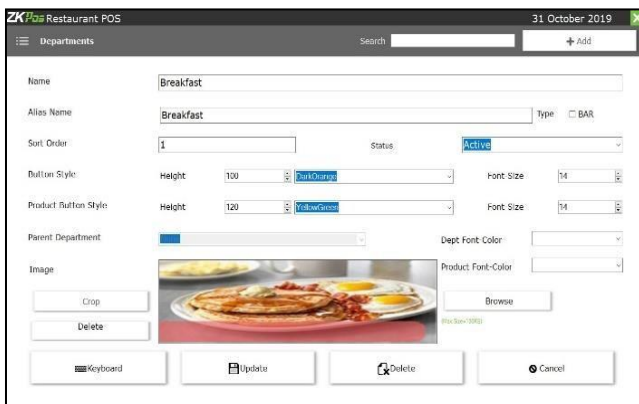 ZKPos Restaurant POS 31 October 2019
Departments Search + Add
Name Breakfast
Alias Name Breakfast Type BAR
Sort Order 1 Status Active
Button Style Height 100 DarkOrange Font Size 14
Product Button Style Height 120 YellowGreen Font Size 14
Parent Department Dept Font Color
Image Product Font-Color
Crop Browse
Delete
Keyboard Update Delete Cancel